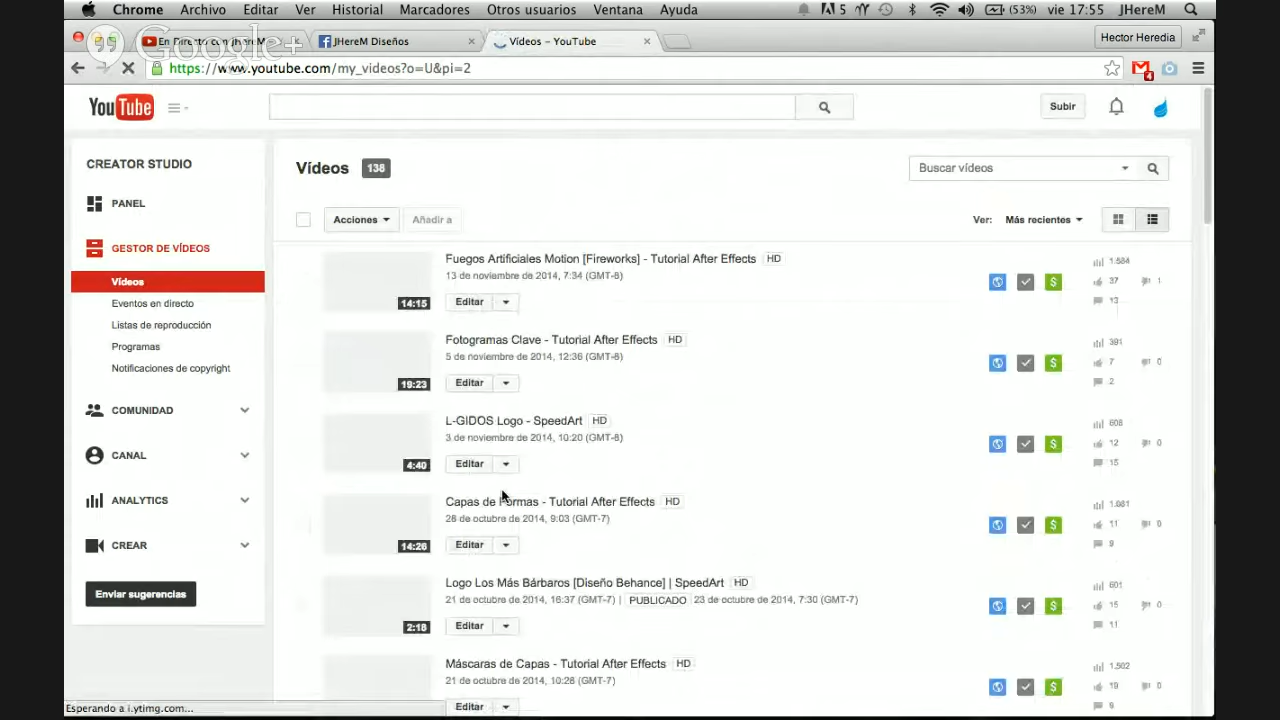 Chrome Archivo Editar Ver Historial Marcadores Otros usuarios Ventana Ayuda 5 (53%) vie 17:55 JHereM
Google+
En Directo con jHereM JHereM Diseños Vídeos – YouTube Hector Heredia
https://www.youtube.com/my_videos?o=U&pi=2 4
YouTube Subir
CREATOR STUDIO
PANEL
GESTOR DE VÍDEOS
Vídeos
Eventos en directo
Listas de reproducción
Programas
Notificaciones de copyright
COMUNIDAD
CANAL
ANALYTICS
CREAR
Enviar sugerencias
Vídeos 138 Buscar vídeos
Acciones Añadir a Ver: Más recientes
Fuegos Artificiales Motion [Fireworks] - Tutorial After Effects HD 1.584
13 de noviembre de 2014, 7:34 (GMT-8) 37 1
14:15 Editar 13
Fotogramas Clave - Tutorial After Effects HD 391
5 de noviembre de 2014, 12:36 (GMT-8) 7 0
19:23 Editar 2
L-GIDOS Logo - SpeedArt HD 608
3 de noviembre de 2014, 10:20 (GMT-8) 12 0
4:40 Editar 15
Capas de Formas - Tutorial After Effects HD 1.081
28 de octubre de 2014, 9:03 (GMT-7) 11 0
14:26 Editar 9
Logo Los Más Bárbaros [Diseño Behance] | SpeedArt HD 601
21 de octubre de 2014, 16:37 (GMT-7) | PUBLICADO 23 de octubre de 2014, 7:30 (GMT-7) 15 0
2:18 Editar 11
Máscaras de Capas - Tutorial After Effects HD 1.502
21 de octubre de 2014, 10:28 (GMT-7) 19 0
Editar
Esperando a i.ytimg.com...